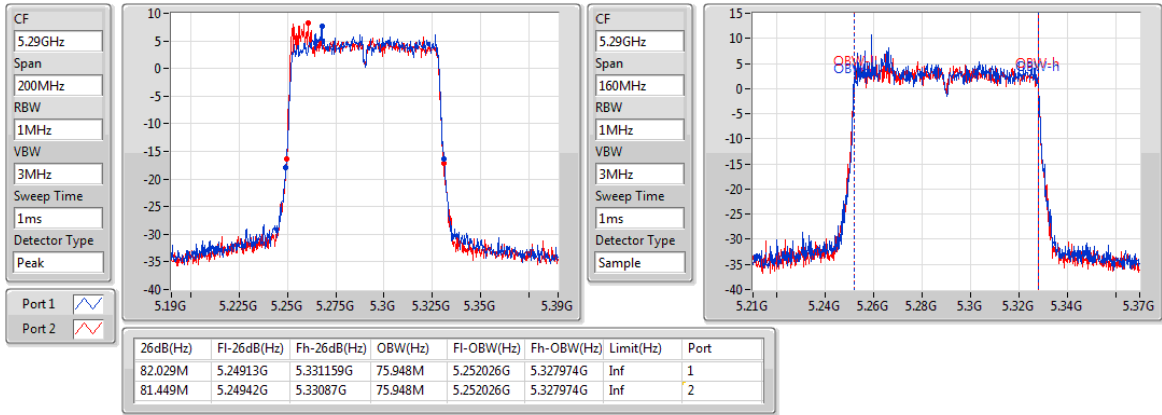 CF
5.29GHz
Span
200MHz
RBW
1MHz
VBW
3MHz
Sweep Time
1ms
Detector Type
Peak
Port 1
Port 2
10
5
0
-5
-10
-15
-20
-25
-30
-35
-40
5.19G 5.225G 5.25G 5.275G 5.3G 5.325G 5.35G 5.39G
CF
5.29GHz
Span
160MHz
RBW
1MHz
VBW
3MHz
Sweep Time
1ms
Detector Type
Sample
15
10
5
0
-5
-10
-15
-20
-25
-30
-35
-40
OBW-h
5.21G 5.24G 5.26G 5.28G 5.3G 5.32G 5.34G 5.37G
26dB(Hz) Fl-26dB(Hz) Fh-26dB(Hz) OBW(Hz) Fl-OBW(Hz) Fh-OBW(Hz) Limit(Hz) Port
82.029M 5.24913G 5.331159G 75.948M 5.252026G 5.327974G Inf 1
81.449M 5.24942G 5.33087G 75.948M 5.252026G 5.327974G Inf 2